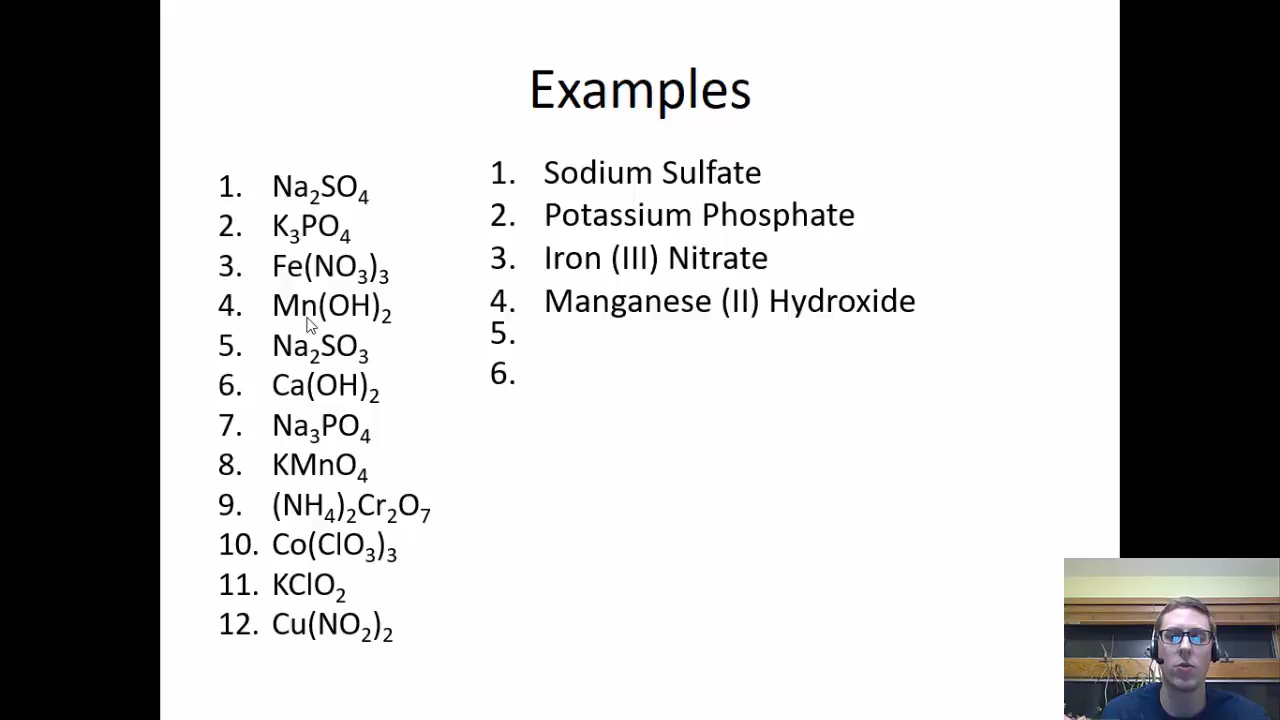 Examples
1. Na₂SO₄
2. K₃PO₄
3. Fe(NO₃)₃
4. Mn(OH)₂
5. Na₂SO₃
6. Ca(OH)₂
7. Na₃PO₄
8. KMnO₄
9. (NH₄)₂Cr₂O₇
10. Co(ClO₃)₃
11. KClO₂
12. Cu(NO₂)₂
1. Sodium Sulfate
2. Potassium Phosphate
3. Iron (III) Nitrate
4. Manganese (II) Hydroxide
5.
6.